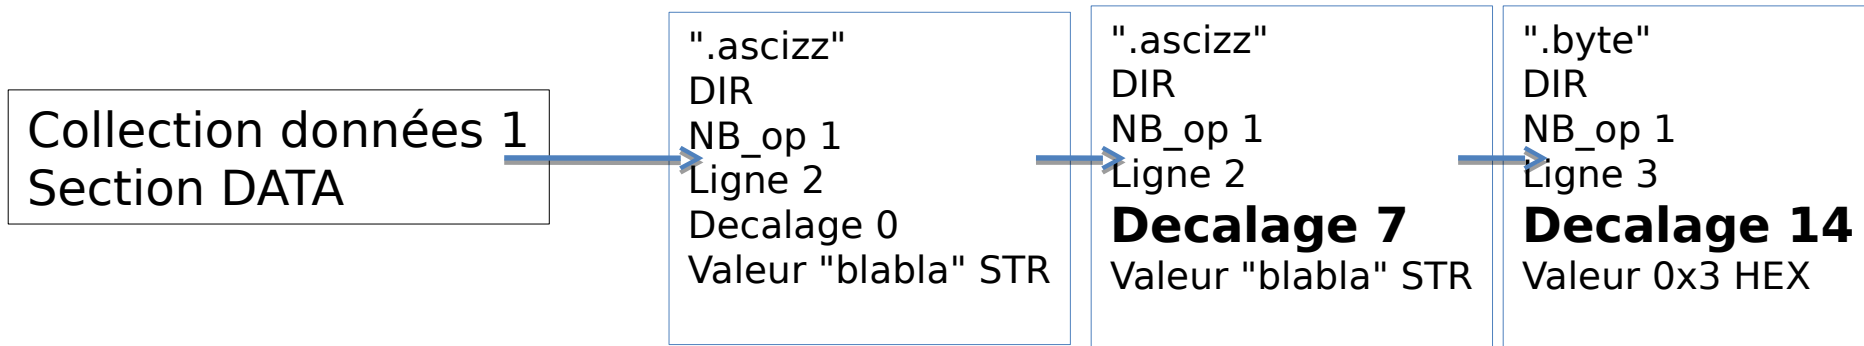 Collection données 1
Section DATA
".ascizz"
DIR
NB_op 1
Ligne 2
Decalage 0
Valeur "blabla" STR
".ascizz"
DIR
NB_op 1
Ligne 2
Decalage 7
Valeur "blabla" STR
".byte"
DIR
NB_op 1
Ligne 3
Decalage 14
Valeur 0x3 HEX